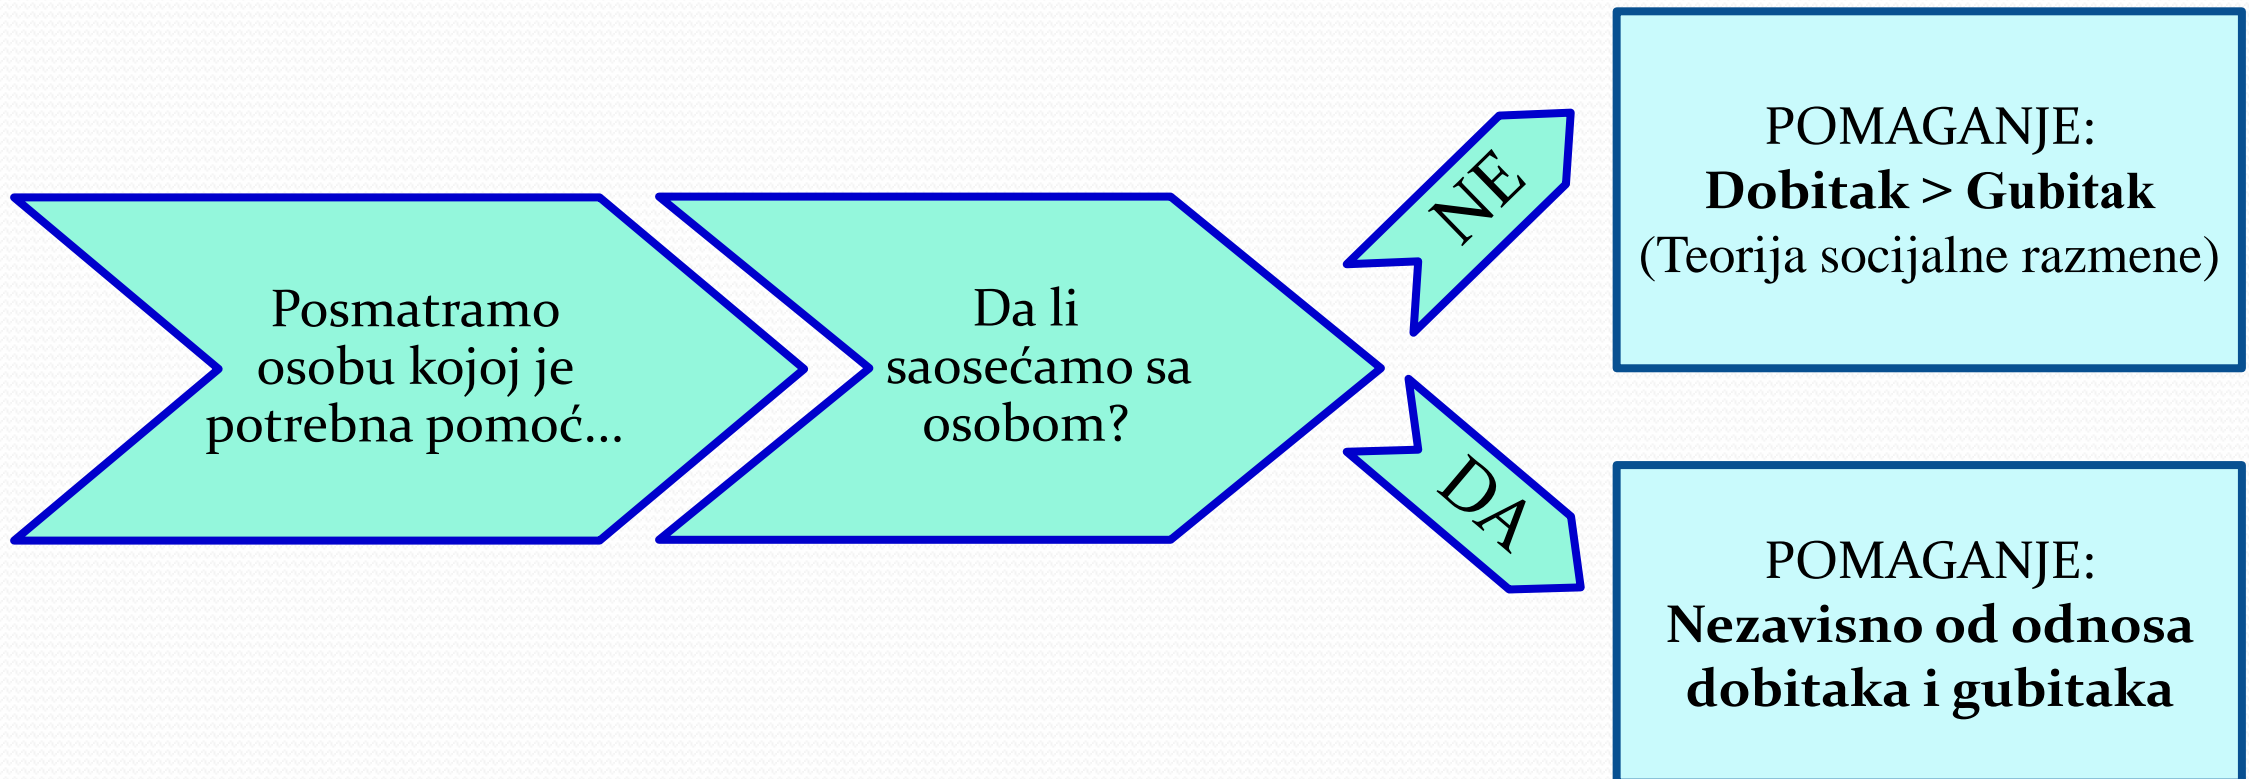 Posmatramo
osobu kojoj je
potrebna pomoć...
Da li
saosećamo sa
osobom?
NE
DA
POMAGANJE:
Dobitak > Gubitak
(Teorija socijalne razmene)
POMAGANJE:
Nezavisno od odnosa
dobitaka i gubitaka